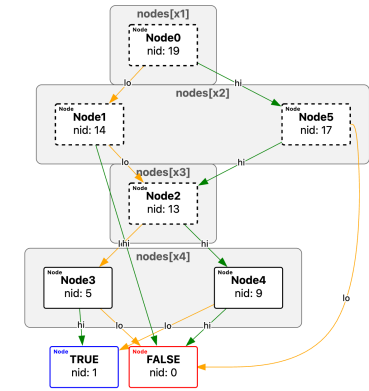 nodes[x1]
Node
Node0
nid: 19
lo
hi
nodes[x2]
Node
Node1
nid: 14
Node
Node5
nid: 17
lo
hi
nodes[x3]
Node
Node2
nid: 13
lo
hi
hi
lo
nodes[x4]
Node
Node3
nid: 5
Node
Node4
nid: 9
hi
lo
lo
hi
Node
TRUE
nid: 1
Node
FALSE
nid: 0